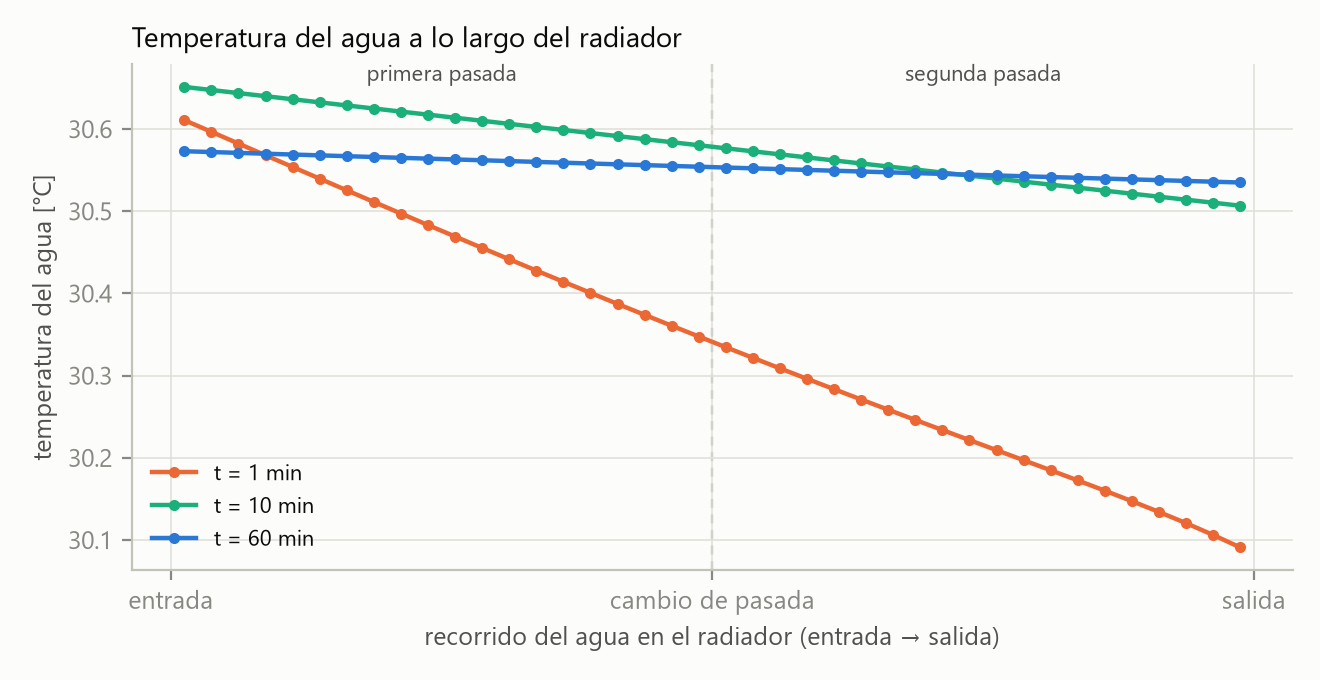 Temperatura del agua a lo largo del radiador
primera pasada
segunda pasada
temperatura del agua [°C]
30.6
30.5
30.4
30.3
30.2
30.1
t = 1 min
t = 10 min
t = 60 min
entrada
cambio de pasada
salida
recorrido del agua en el radiador (entrada → salida)